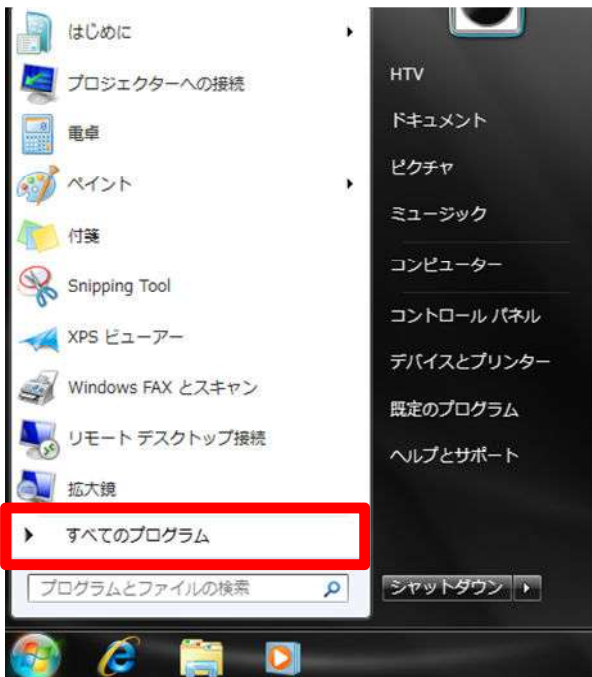 はじめに
プロジェクターへの接続
電卓
ペイント
付箋
Snipping Tool
XPS ビューアー
Windows FAX とスキャン
リモート デスクトップ接続
拡大鏡
すべてのプログラム
プログラムとファイルの検索
HTV
ドキュメント
ピクチャ
ミュージック
コンピューター
コントロール パネル
デバイスとプリンター
既定のプログラム
ヘルプとサポート
シャットダウン